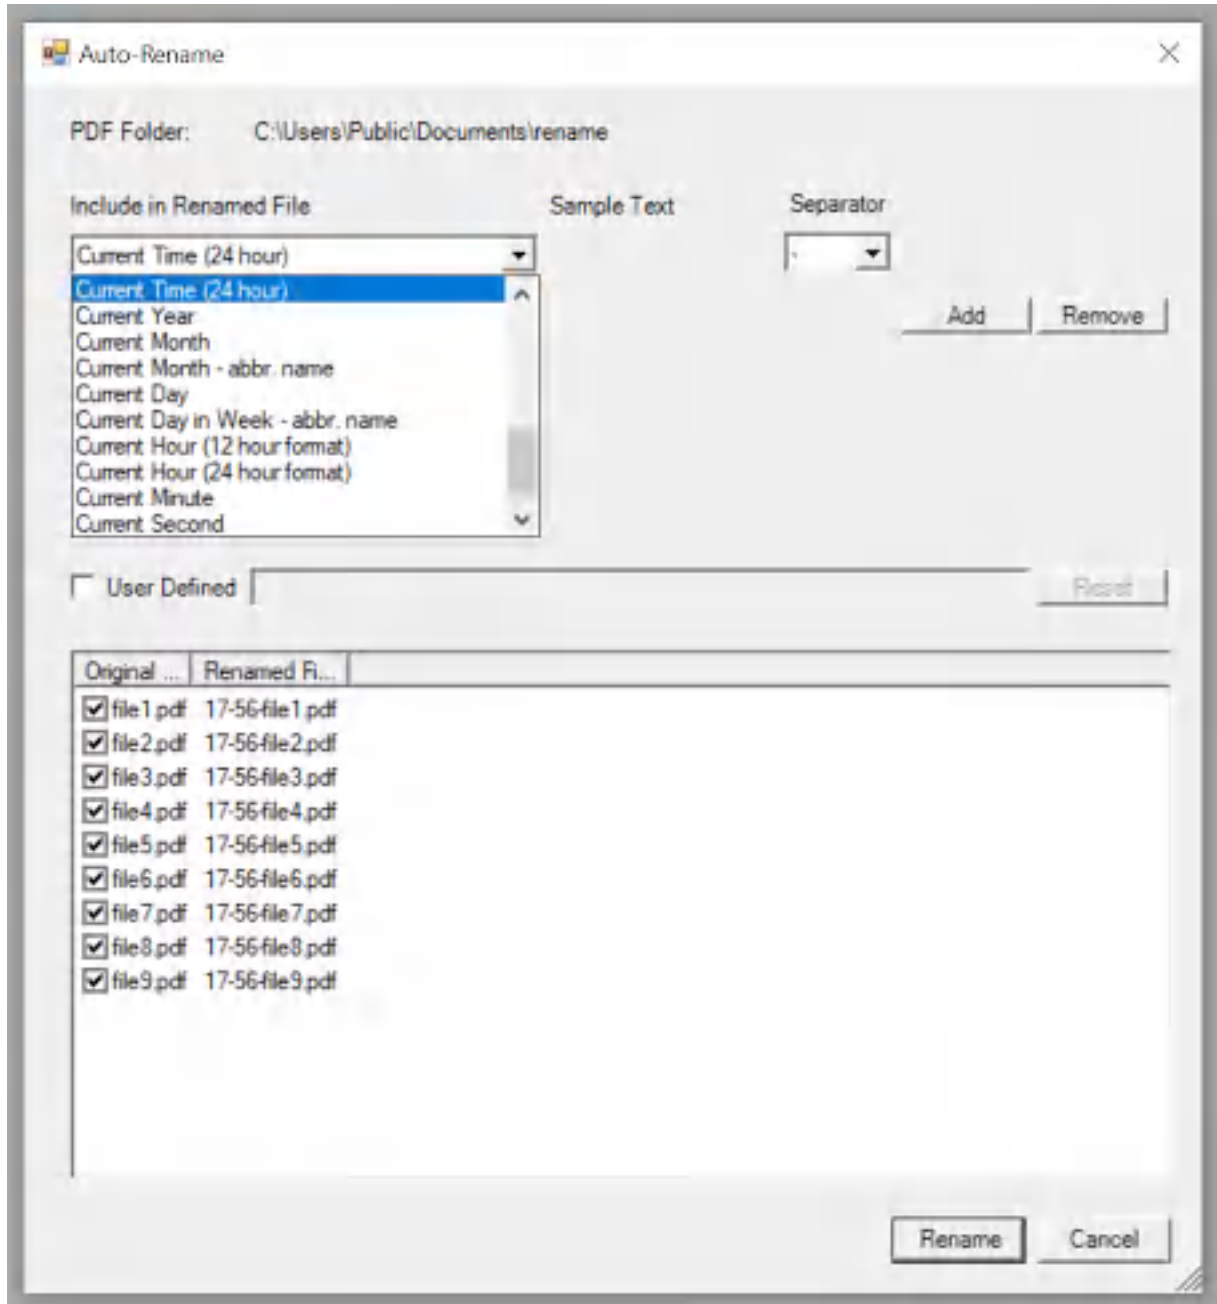 Auto-Rename
PDF Folder: C:\Users\Public\Documents\rename
Include in Renamed File Sample Text Separator
Current Time (24 hour) -
Current Time (24 hour)
Current Year
Add Remove
Current Month
Current Month - abbr. name
Current Day
Current Day in Week - abbr. name
Current Hour (12 hour format)
Current Hour (24 hour format)
Current Minute
Current Second
User Defined Reset
Original ... Renamed Fi...
file1.pdf 17-56-file1.pdf
file2.pdf 17-56-file2.pdf
file3.pdf 17-56-file3.pdf
file4.pdf 17-56-file4.pdf
file5.pdf 17-56-file5.pdf
file6.pdf 17-56-file6.pdf
file7.pdf 17-56-file7.pdf
file8.pdf 17-56-file8.pdf
file9.pdf 17-56-file9.pdf
Rename Cancel